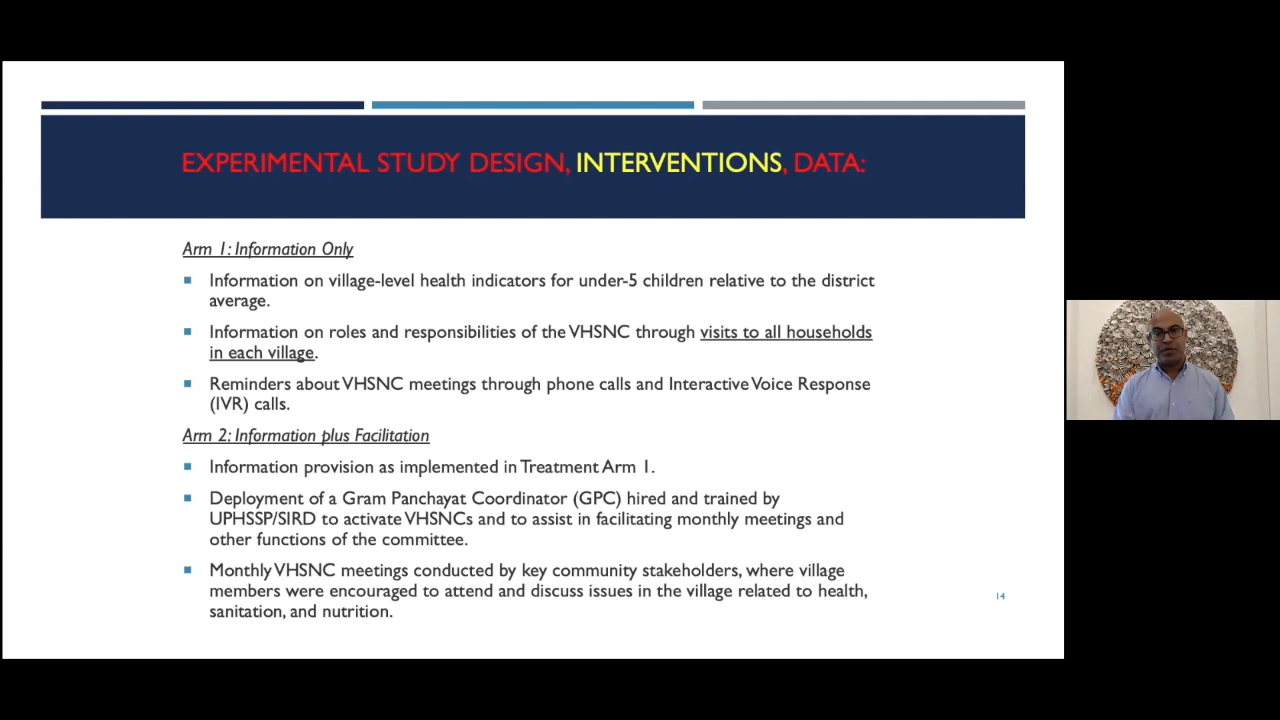 EXPERIMENTAL STUDY DESIGN, INTERVENTIONS, DATA:
Arm 1: Information Only
Information on village-level health indicators for under-5 children relative to the district
average.
Information on roles and responsibilities of the VHSNC through visits to all households
in each village.
Reminders about VHSNC meetings through phone calls and Interactive Voice Response
(IVR) calls.
Arm 2: Information plus Facilitation
Information provision as implemented in Treatment Arm 1.
Deployment of a Gram Panchayat Coordinator (GPC) hired and trained by
UPHSSP/SIRD to activate VHSNCs and to assist in facilitating monthly meetings and
other functions of the committee.
Monthly VHSNC meetings conducted by key community stakeholders, where village
members were encouraged to attend and discuss issues in the village related to health,
sanitation, and nutrition.
14